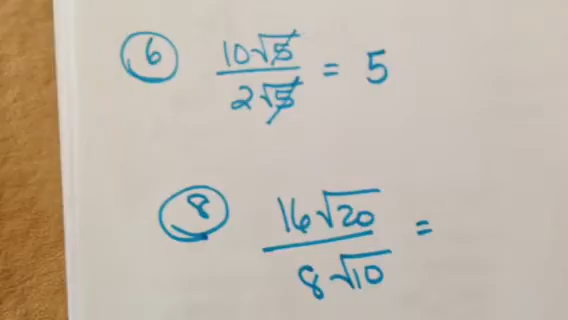 6 10√5 / 2√5 = 5
8 16√20 / 8√10 =